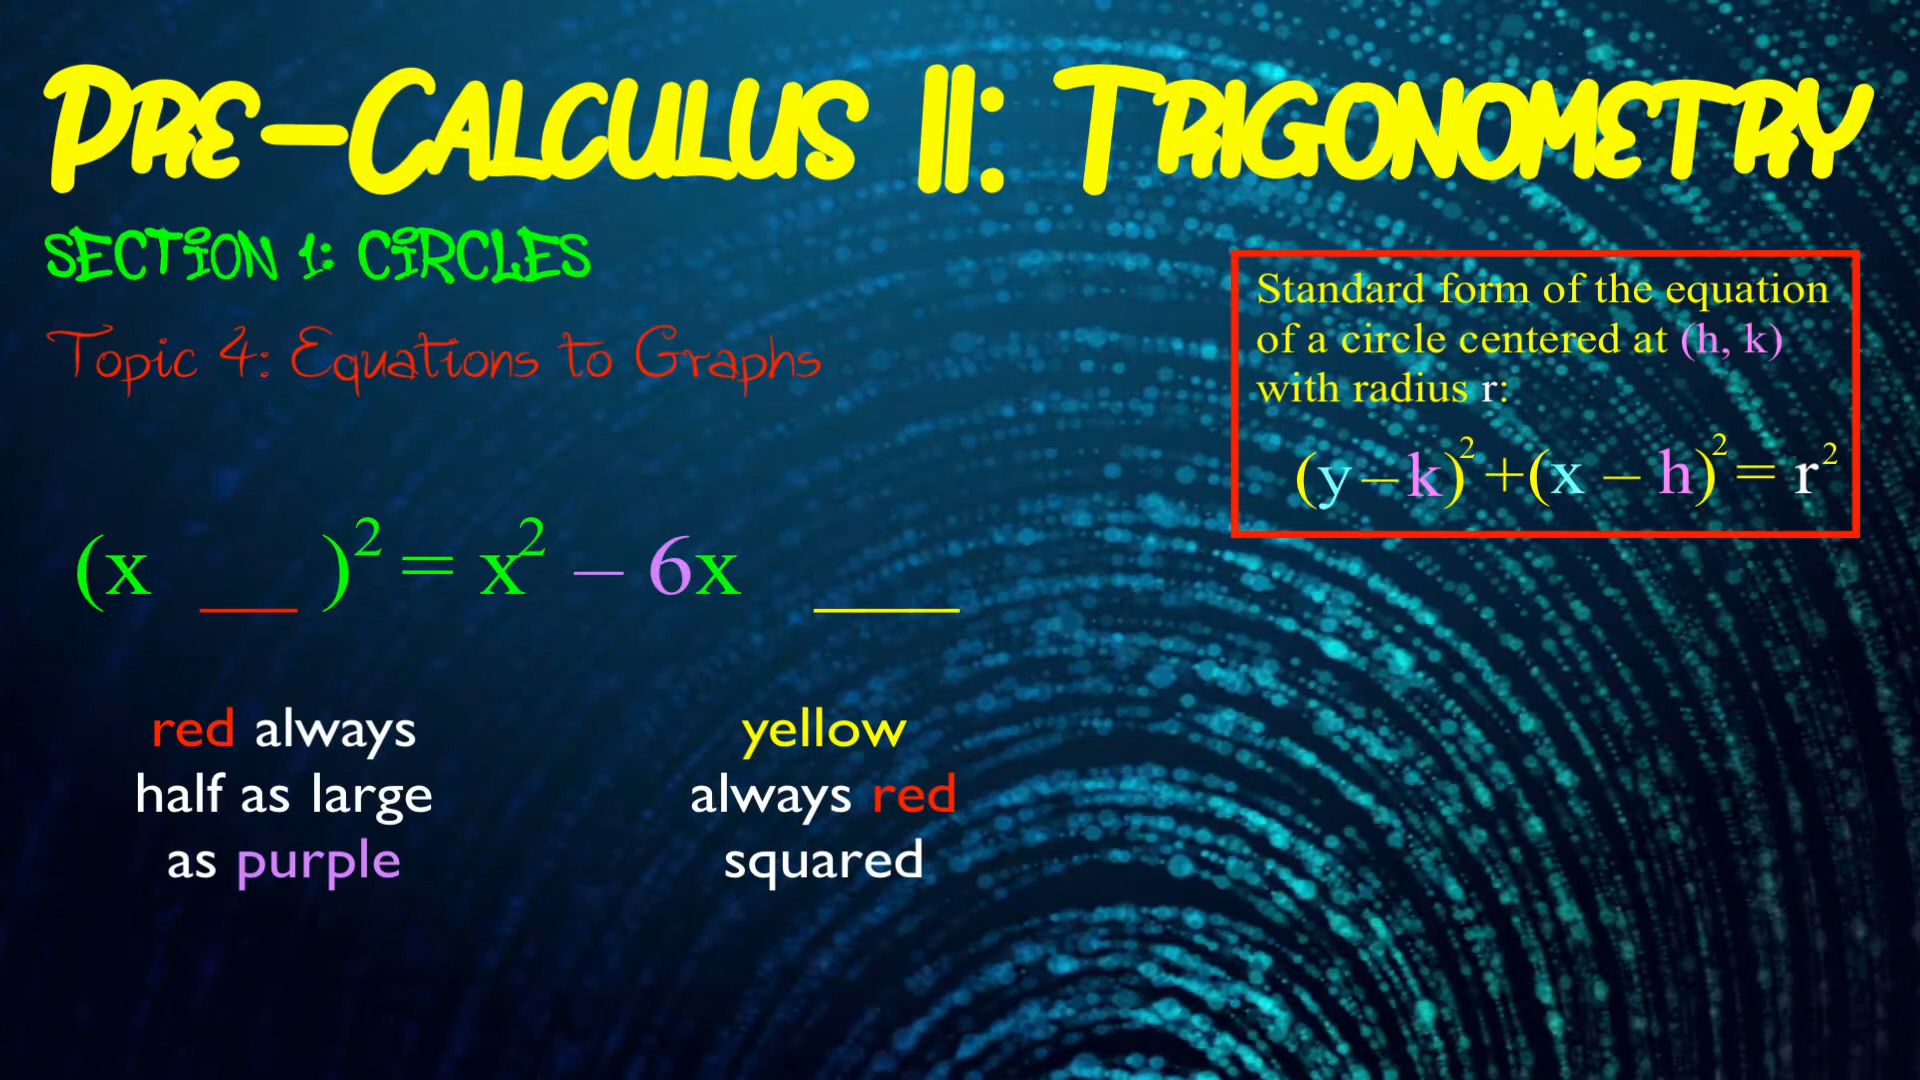 Pre-Calculus II: Trigonometry
SECTION 1: CIRCLES
Topic 4: Equations to Graphs
Standard form of the equation
of a circle centered at (h, k)
with radius r:
(y – k)² + (x – h)² = r²
(x __ )² = x² – 6x ___
red always
half as large
as purple
yellow
always red
squared